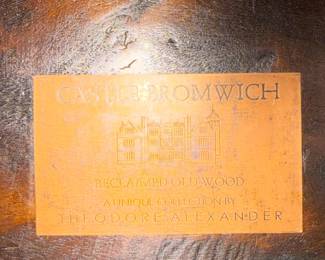 CASTLE BROMWICH
RECLAIMED OLD WOOD
A UNIQUE COLLECTION BY
THEODORE ALEXANDER